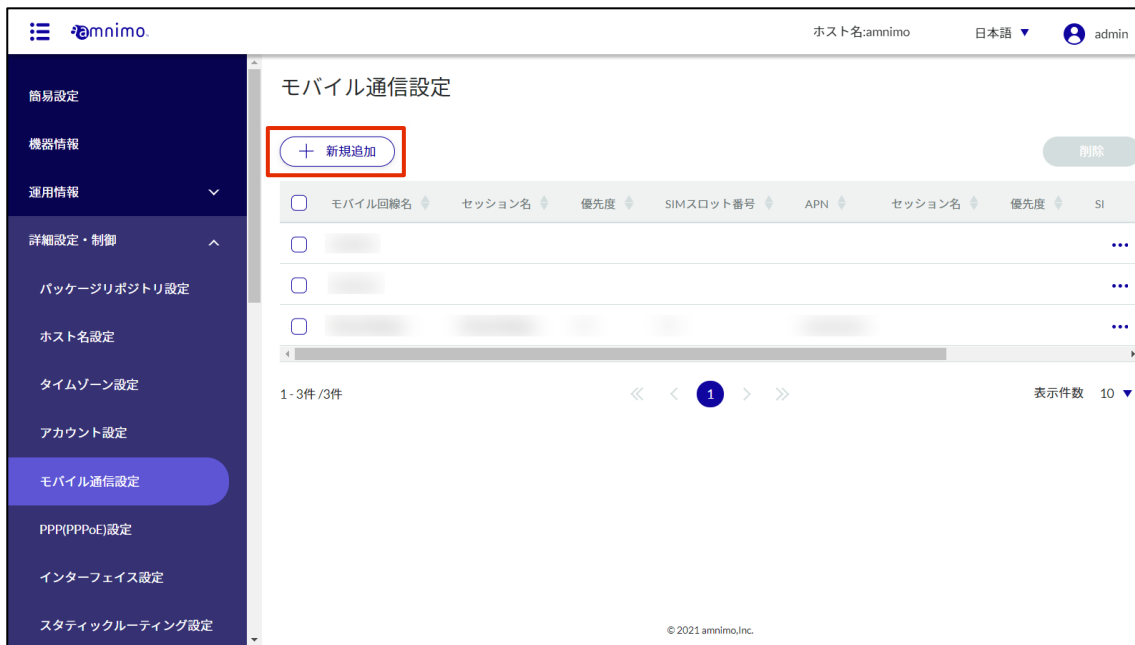 amnimo.
ホスト名:amnimo
日本語 ▼
admin
簡易設定
機器情報
運用情報
詳細設定・制御
パッケージリポジトリ設定
ホスト名設定
タイムゾーン設定
アカウント設定
モバイル通信設定
PPP(PPPoE)設定
インターフェイス設定
スタティックルーティング設定
モバイル通信設定
＋ 新規追加
削除
モバイル回線名 セッション名 優先度 SIMスロット番号 APN セッション名 優先度 SI
1 - 3件 /3件
1
表示件数 10 ▼
© 2021 amnimo,Inc.